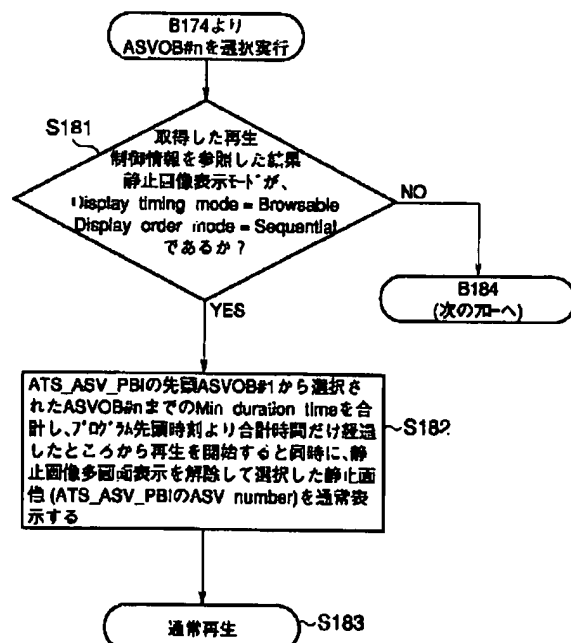 B174より
ASVOB#nを選択実行
S181
取得した再生
制御情報を参照した結果
静止画像表示モードが、
Display timing mode = Browsable
Display order mode = Sequential
であるか？
NO
B184
(次のフローへ)
YES
ATS_ASV_PBIの先頭ASVOB#1から選択さ
れたASVOB#nまでのMin duration timeを合
計し、プログラム先頭時刻より合計時間だけ経過
したところから再生を開始すると同時に、静
止画像多画面表示を解除して選択した静止画
像 (ATS_ASV_PBIのASV number)を通常表
示する
S182
通常再生
S183